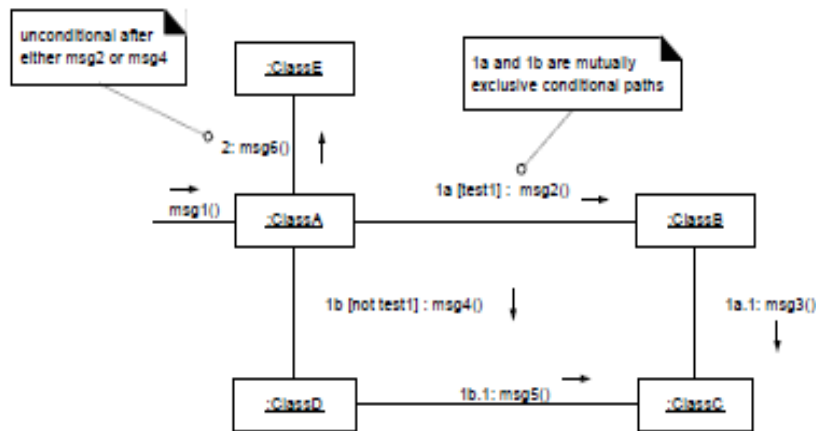 unconditional after
either msg2 or msg4
:ClassE
1a and 1b are mutually
exclusive conditional paths
2: msg6()
1a [test1] : msg2()
msg1()
:ClassA
:ClassB
1b [not test1] : msg4()
1a.1: msg3()
:ClassD
1b.1: msg5()
:ClassC